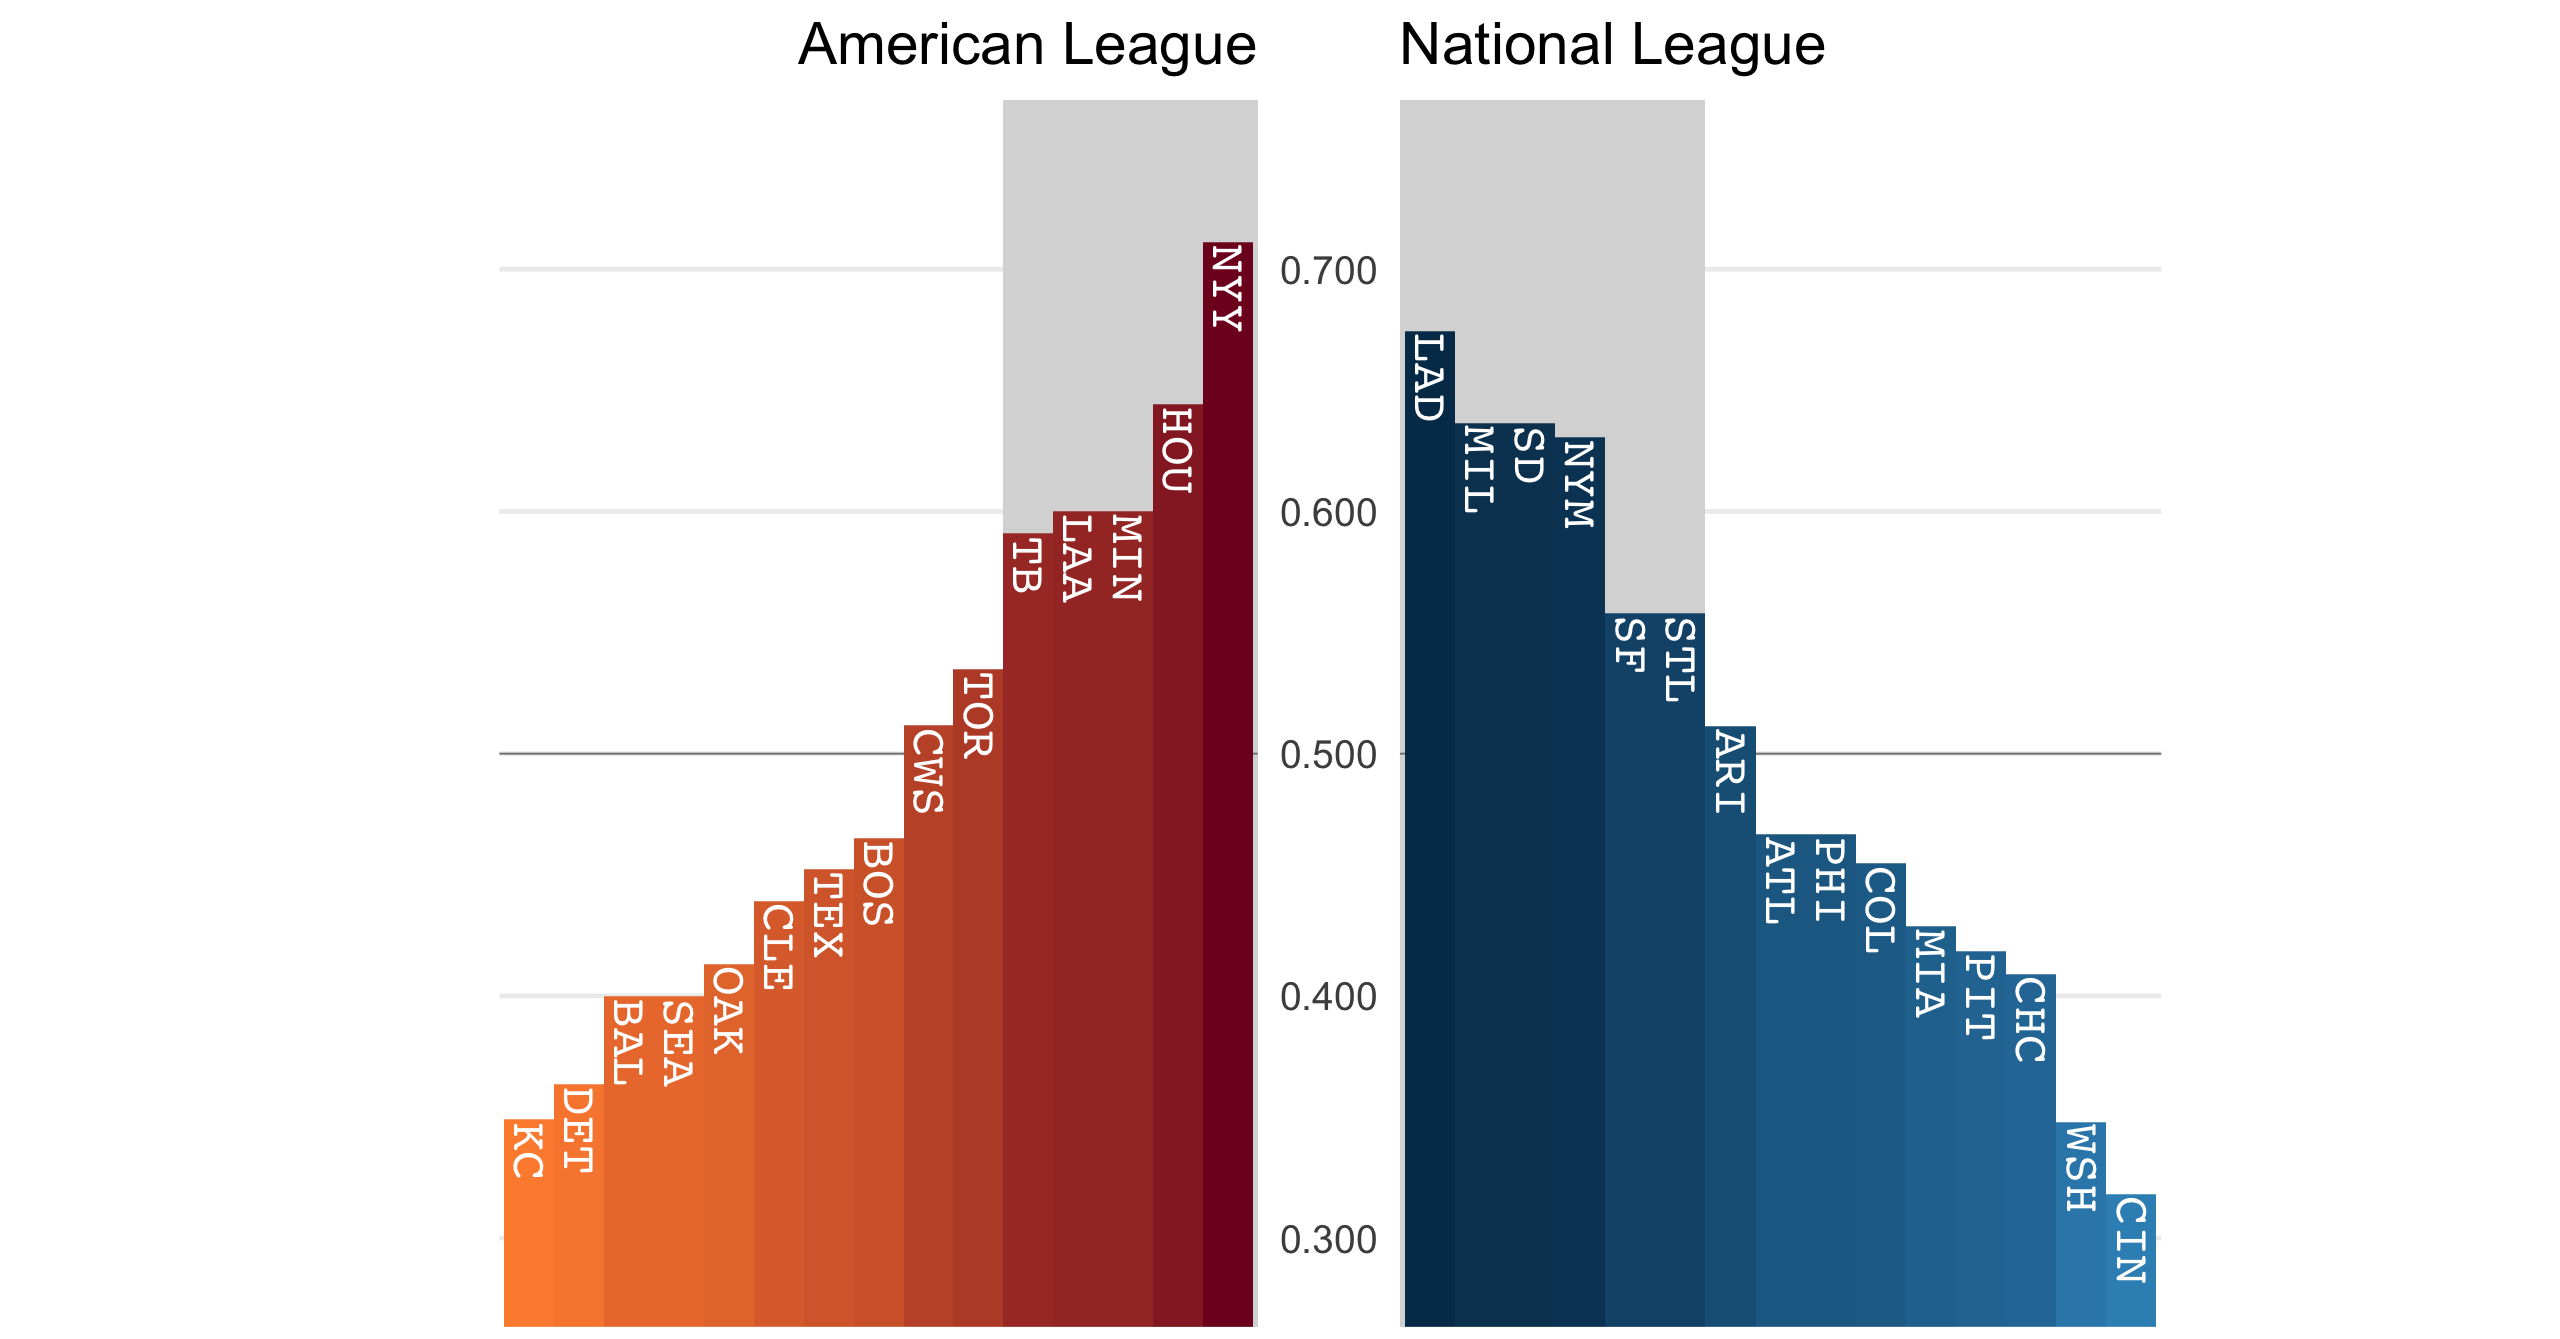 American League
National League
0.700
0.600
0.500
0.400
0.300
KC
DET
BAL
SEA
OAK
CLE
TEX
BOS
CWS
TOR
TB
LAA
MIN
HOU
NYY
LAD
MIL
SD
NYM
SF
STL
ARI
ATL
PHI
COL
MIA
PIT
CHC
WSH
CIN